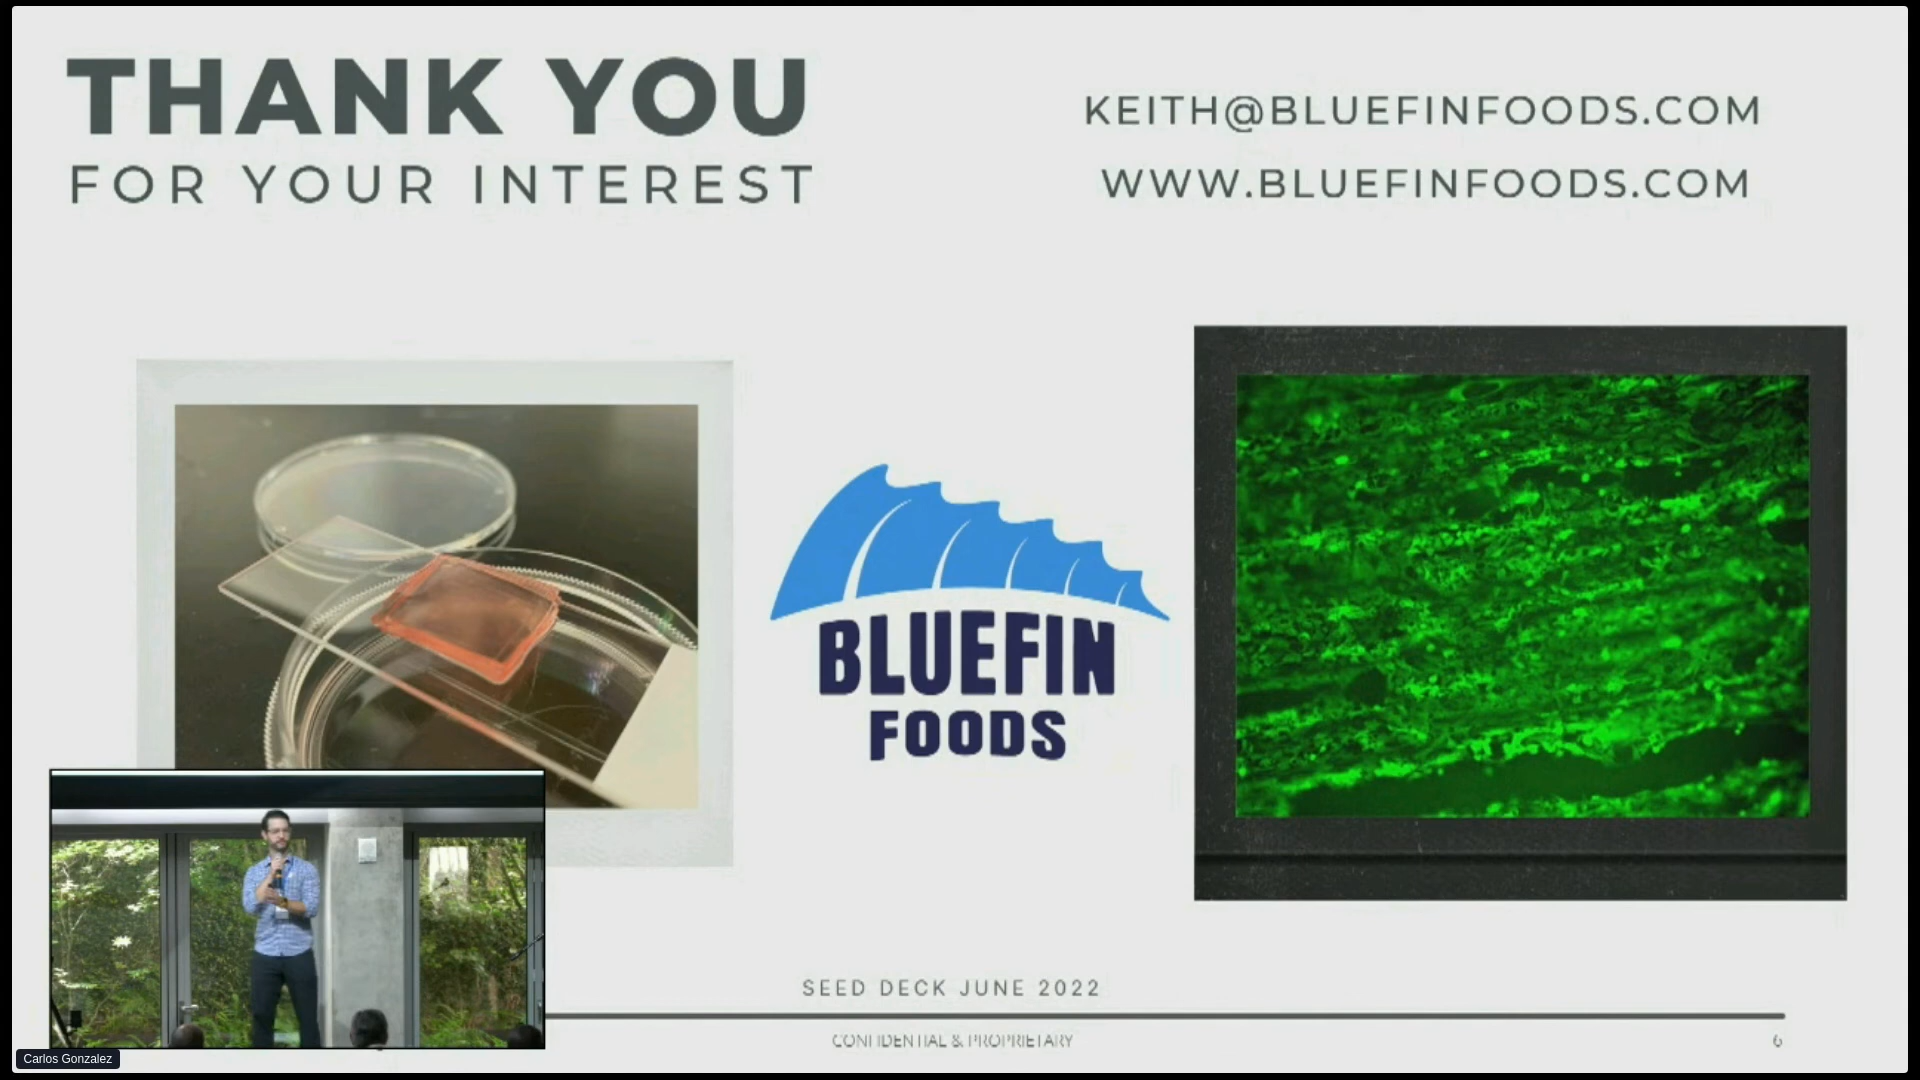 THANK YOU
FOR YOUR INTEREST
KEITH@BLUEFINFOODS.COM
WWW.BLUEFINFOODS.COM
BLUEFIN
FOODS
SEED DECK JUNE 2022
CONFIDENTIAL & PROPRIETARY
6
Carlos Gonzalez